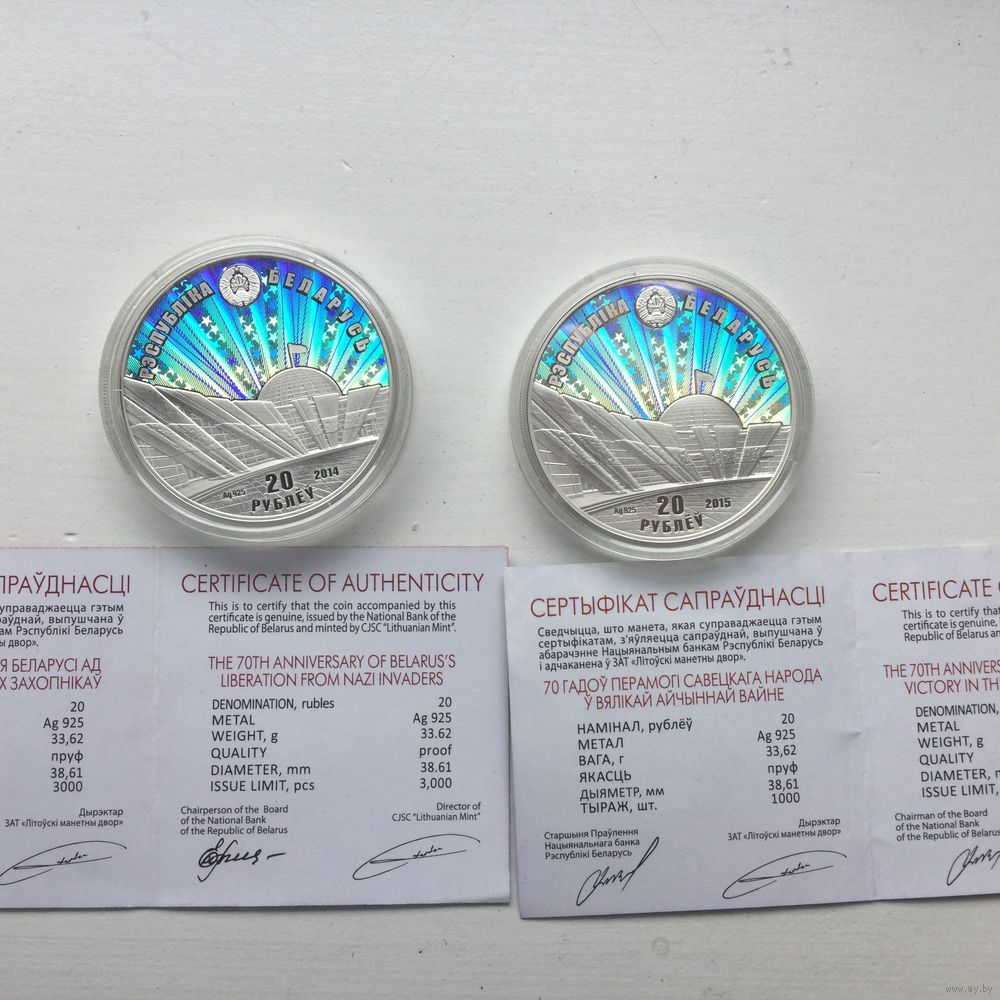 РЭСПУБЛІКА БЕЛАРУСЬ
Ag 925 20 2014
РУБЛЁЎ
РЭСПУБЛІКА БЕЛАРУСЬ
Ag 925 20 2015
РУБЛЁЎ
ПРАЎДНАСЦІ
суправаджаецца гэтым
раўднай, выпушчана ў
кам Рэспублікі Беларусь
ны двор».
Я БЕЛАРУСІ АД
Х ЗАХОПНІКАЎ
20
Ag 925
33,62
пруф
38,61
3000
Дырэктар
ЗАТ «Літоўскі манетны двор»
CERTIFICATE OF AUTHENTICITY
This is to certify that the coin accompanied by this
certificate is genuine, issued by the National Bank of the
Republic of Belarus and minted by CJSC "Lithuanian Mint".
THE 70TH ANNIVERSARY OF BELARUS'S
LIBERATION FROM NAZI INVADERS
DENOMINATION, rubles 20
METAL Ag 925
WEIGHT, g 33.62
QUALITY proof
DIAMETER, mm 38.61
ISSUE LIMIT, pcs 3,000
Chairperson of the Board
of the National Bank
of the Republic of Belarus
Director of
CJSC "Lithuanian Mint"
СЕРТЫФІКАТ САПРАЎДНАСЦІ
Сведчыцца, што манета, якая суправаджаецца гэтым
сертыфікатам, з'яўляецца сапраўднай, выпушчана ў
абарачэнне Нацыянальным банкам Рэспублікі Беларусь
і адчаканена ў ЗАТ «Літоўскі манетны двор».
70 ГАДОЎ ПЕРАМОГІ САВЕЦКАГА НАРОДА
Ў ВЯЛІКАЙ АЙЧЫННАЙ ВАЙНЕ
НАМІНАЛ, рублёў 20
МЕТАЛ Ag 925
ВАГА, г 33,62
ЯКАСЦЬ пруф
ДЫЯМЕТР, мм 38,61
ТЫРАЖ, шт. 1000
Старшыня Праўлення
Нацыянальнага банка
Рэспублікі Беларусь
Дырэктар
ЗАТ «Літоўскі манетны двор»
CERTIFICATE
This is to certify that
certificate is genuine,
Republic of Belarus
THE 70TH ANNIVERS
VICTORY IN THE
DENOMINATION,
METAL
WEIGHT, g
QUALITY
DIAMETER,
ISSUE LIMIT,
Chairman of the Board
of the National Bank
of the Republic of Belarus
www.ay.by